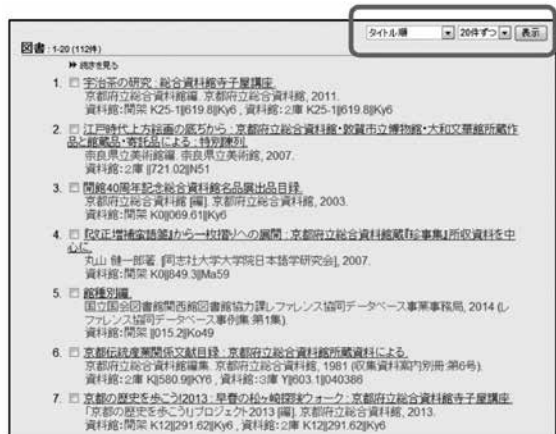 タイトル順 20件ずつ 表示
図書 : 1-20 (112件)
続きを見る
1. 宇治茶の研究 : 総合資料館寺子屋講座.
京都府立総合資料館編. 京都府立総合資料館, 2011.
資料館:開架 K25-1||619.8||Ky6 , 資料館:2庫 K25-1||619.8||Ky6
2. 江戸時代上方絵画の底ぢから : 京都府立総合資料館・敦賀市立博物館・大和文華館所蔵作
品と館蔵品・寄託品による : 特別陳列.
奈良県立美術館編. 奈良県立美術館, 2007.
資料館:2庫 ||721.02||N51
3. 開館40周年記念総合資料館名品展出品目録.
京都府立総合資料館 [編]. 京都府立総合資料館, 2003.
資料館:開架 K0||069.61||Ky6
4. 『改正増補蛮語箋』から一枚摺りへの展開 : 京都府立総合資料館蔵『珍事集』所収資料を中
心に.
丸山 健一郎著. [同志社大学大学院日本語学研究会], 2007.
資料館:開架 K0||849.3||Ma59
5. 館種別編.
国立国会図書館関西館図書館協力課レファレンス協同データベース事業事務局, 2014 (レ
ファレンス協同データベース事例集 第1集).
資料館:開架 ||015.2||Ko49
6. 京都伝統産業関係文献目録 : 京都府立総合資料館所蔵資料による.
京都府立総合資料館編集. 京都府立総合資料館, 1981 (収集資料案内別冊 第6号).
資料館:2庫 K||580.9||KY6 , 資料館:3庫 Y||603.1||040386
7. 京都の歴史を歩こう!2013 : 早春の松ヶ崎探求ウォーク : 京都府立総合資料館寺子屋講座.
「京都の歴史を歩こう!」プロジェクト2013 [編]. 京都府立総合資料館, 2013.
資料館:開架 K12||291.62||Ky6 , 資料館:2庫 K12||291.62||Ky6